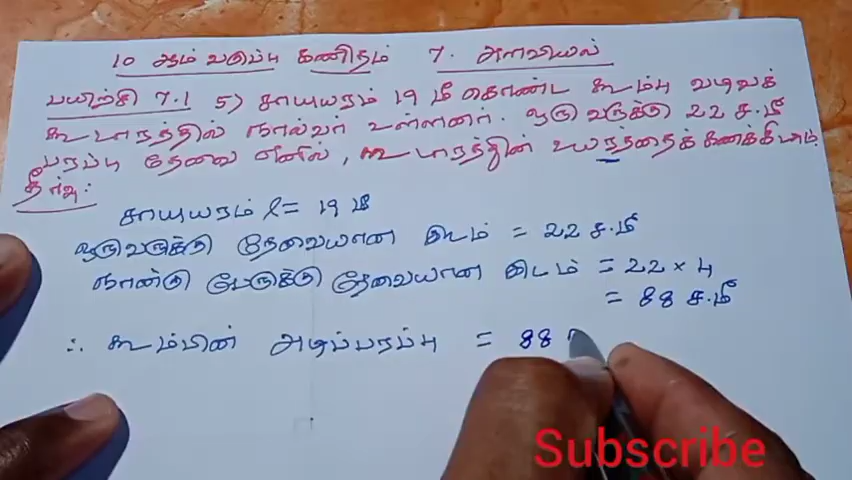 10 ஆம் வகுப்பு கணிதம் 7. அளவியல்
பயிற்சி 7.1 5) சாயுயரம் 19 மீ கொண்ட கூம்பு வடிவக்
கூடாரத்தில் நால்வர் உள்ளனர். ஒரு வருக்கு 22 ச.மீ
பரப்பு தேவை எனில், கூடாரத்தின் உயரத்தைக் கணக்கிடவும்.
தீர்வு:
சாயுயரம் l = 19 மீ
ஒருவருக்கு தேவையான இடம் = 22 ச.மீ
நான்கு பேருக்கு தேவையான இடம் = 22 × 4
= 88 ச.மீ
∴ கூம்பின் அடிப்பரப்பு = 88
Subscribe